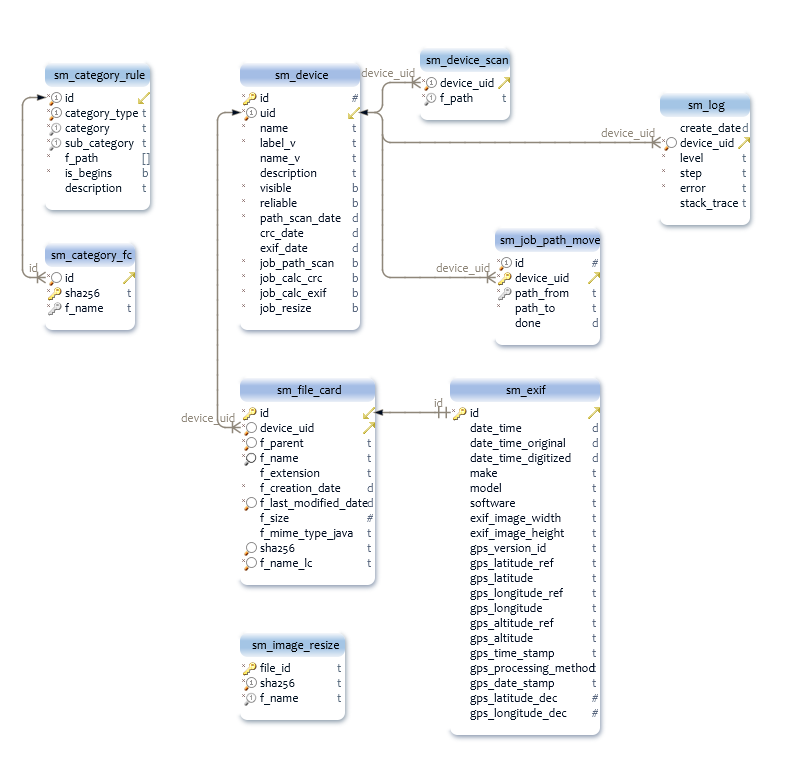 sm_category_rule
id
category_type t
category t
sub_category t
f_path []
is_begins b
description t
id
sm_category_fc
id
sha256 t
f_name t
sm_device
id #
uid
name t
label_v t
name_v t
description t
visible b
reliable b
path_scan_date d
crc_date d
exif_date d
job_path_scan b
job_calc_crc b
job_calc_exif b
job_resize b
device_uid
sm_device_scan
device_uid
f_path t
device_uid
sm_log
create_date d
device_uid
level t
step t
error t
stack_trace t
device_uid
sm_job_path_move
id #
device_uid
path_from t
path_to t
done d
device_uid
sm_file_card
id
device_uid
f_parent t
f_name t
f_extension t
f_creation_date d
f_last_modified_date d
f_size #
f_mime_type_java t
sha256 t
f_name_lc t
id
sm_exif
id
date_time d
date_time_original d
date_time_digitized d
make t
model t
software t
exif_image_width t
exif_image_height t
gps_version_id t
gps_latitude_ref t
gps_latitude t
gps_longitude_ref t
gps_longitude t
gps_altitude_ref t
gps_altitude t
gps_time_stamp t
gps_processing_method t
gps_date_stamp t
gps_latitude_dec #
gps_longitude_dec #
sm_image_resize
file_id t
sha256 t
f_name t